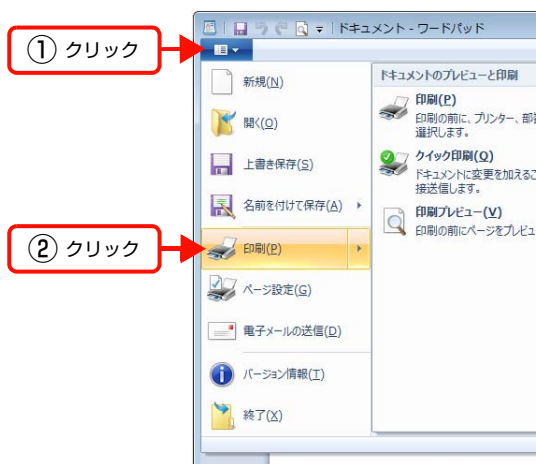 ドキュメント - ワードパッド
① クリック
新規(N)
開く(O)
上書き保存(S)
名前を付けて保存(A)
② クリック
印刷(P)
ページ設定(G)
電子メールの送信(D)
バージョン情報(T)
終了(X)
ドキュメントのプレビューと印刷
印刷(P)
印刷の前に、プリンター、部
選択します。
クイック印刷(Q)
ドキュメントに変更を加えるこ
接送信します。
印刷プレビュー(V)
印刷の前にページをプレビュ